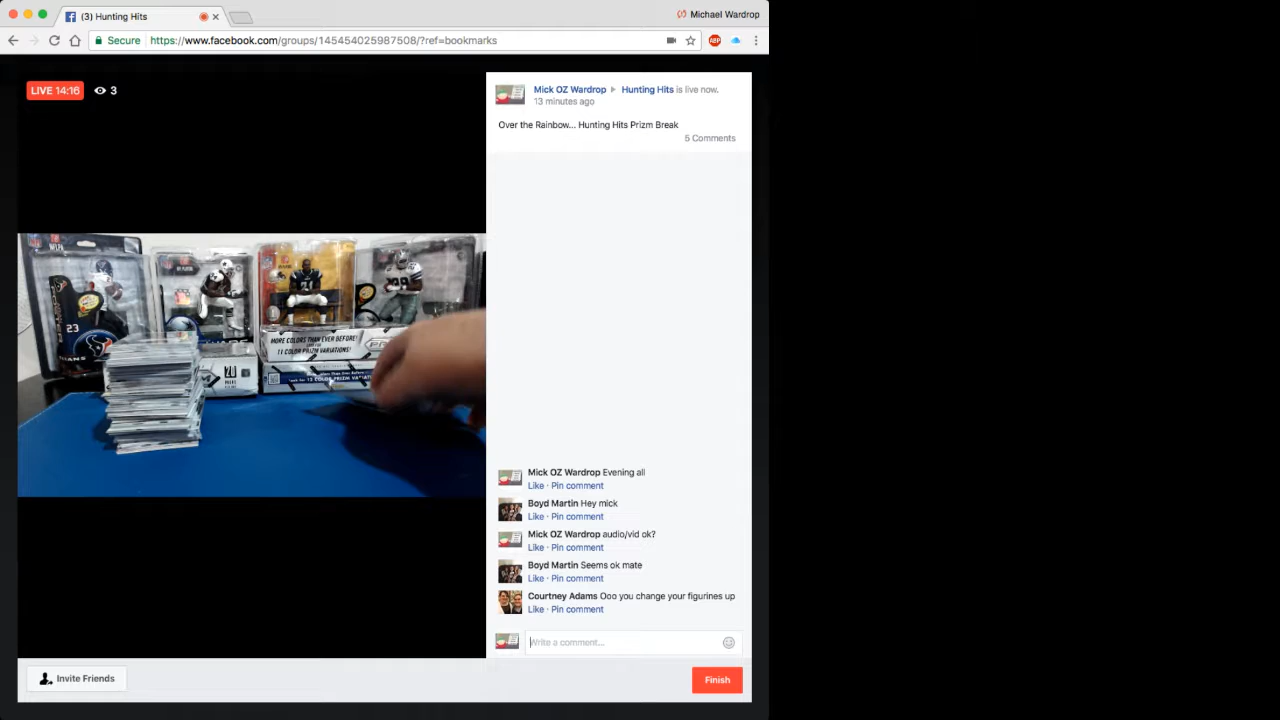 (3) Hunting Hits
Michael Wardrop
Secure
https://www.facebook.com/groups/145454025987508/?ref=bookmarks
ABP
LIVE 14:16
3
Mick OZ Wardrop ▸ Hunting Hits is live now.
13 minutes ago
Over the Rainbow... Hunting Hits Prizm Break
5 Comments
23
MORE COLORS THAN EVER BEFORE!
11 COLOR PRIZM VARIATIONS!
Mick OZ Wardrop Evening all
Like · Pin comment
Boyd Martin Hey mick
Like · Pin comment
Mick OZ Wardrop audio/vid ok?
Like · Pin comment
Boyd Martin Seems ok mate
Like · Pin comment
Courtney Adams Ooo you change your figurines up
Like · Pin comment
Write a comment...
Invite Friends
Finish